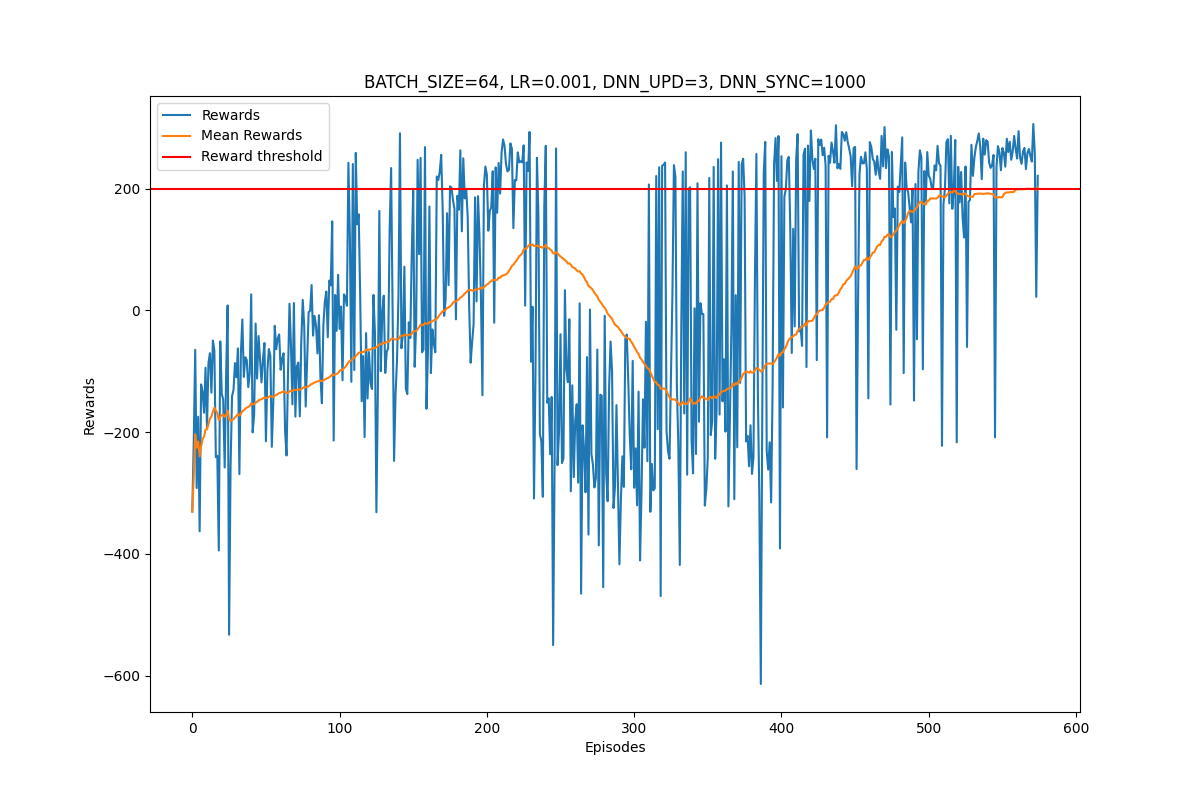 BATCH_SIZE=64, LR=0.001, DNN_UPD=3, DNN_SYNC=1000
Rewards
Mean Rewards
Reward threshold
200
0
−200
−400
−600
Rewards
0 100 200 300 400 500 600
Episodes